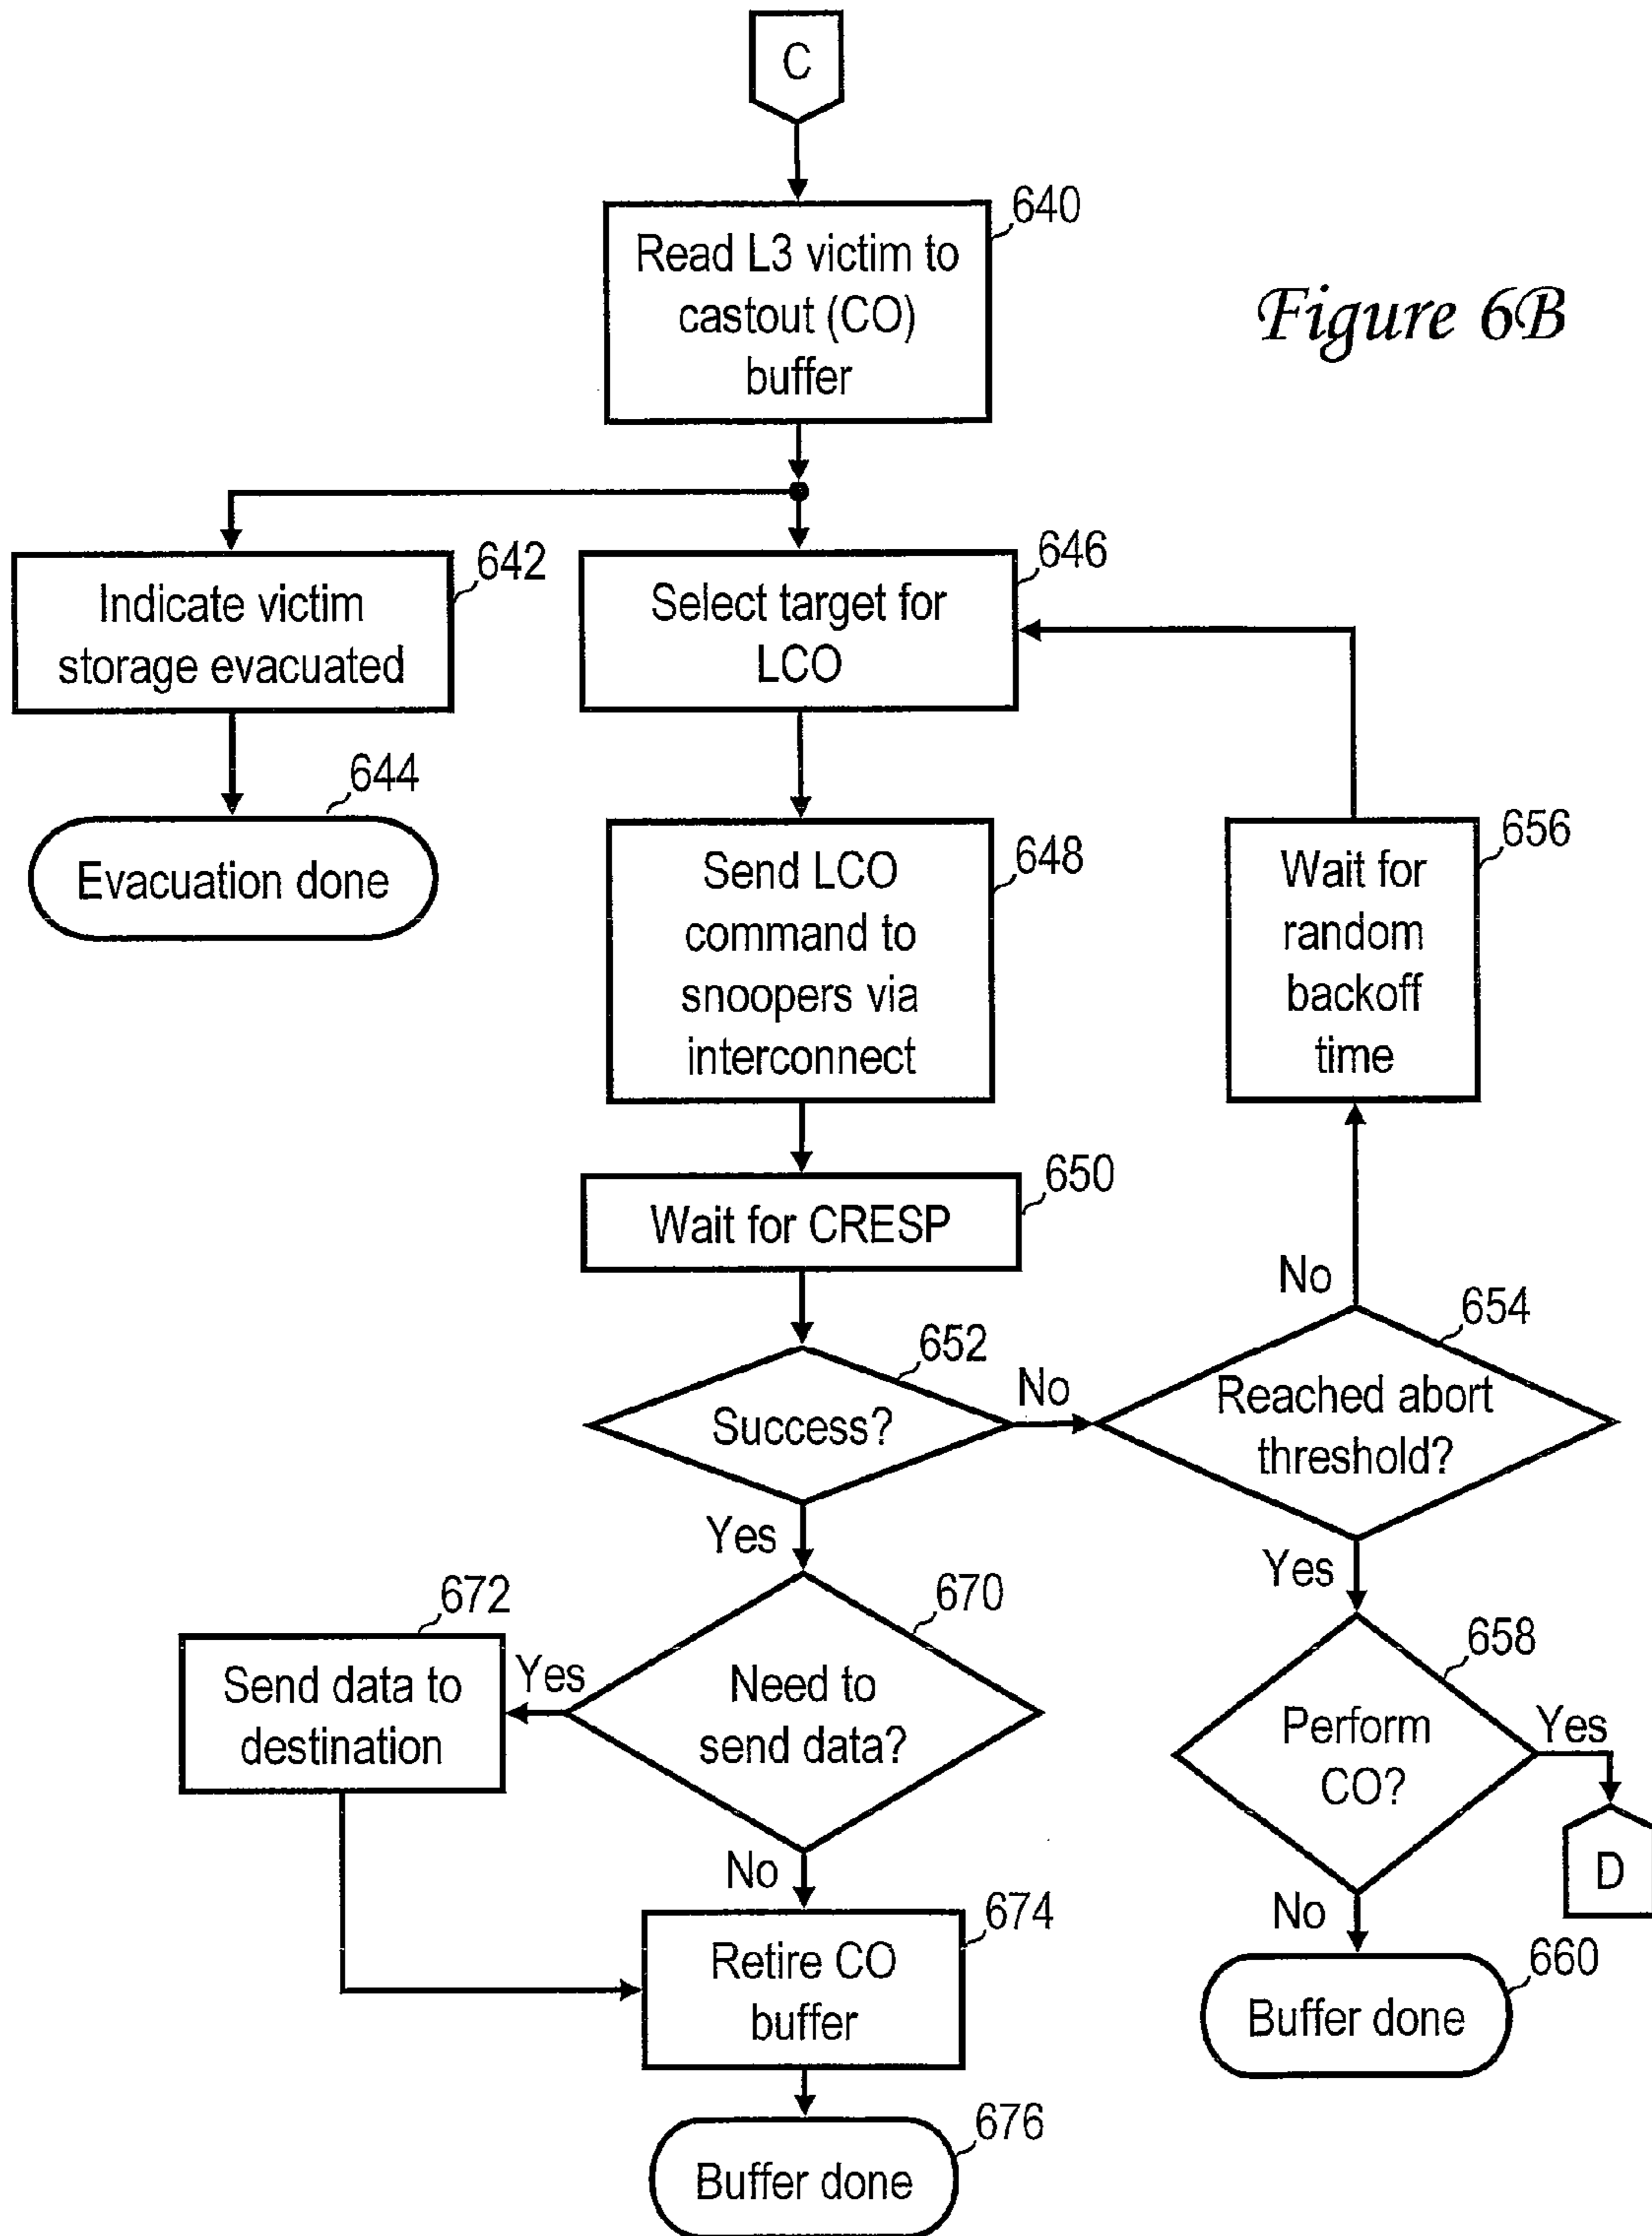 C
640
Read L3 victim to
castout (CO)
buffer
Figure 6B
642
Indicate victim
storage evacuated
646
Select target for
LCO
644
Evacuation done
648
Send LCO
command to
snoopers via
interconnect
656
Wait for
random
backoff
time
650
Wait for CRESP
No
654
652
Success?
No
Reached abort
threshold?
Yes
Yes
672
Send data to
destination
Yes
670
Need to
send data?
658
Perform
CO?
Yes
D
No
674
Retire CO
buffer
No
660
Buffer done
676
Buffer done